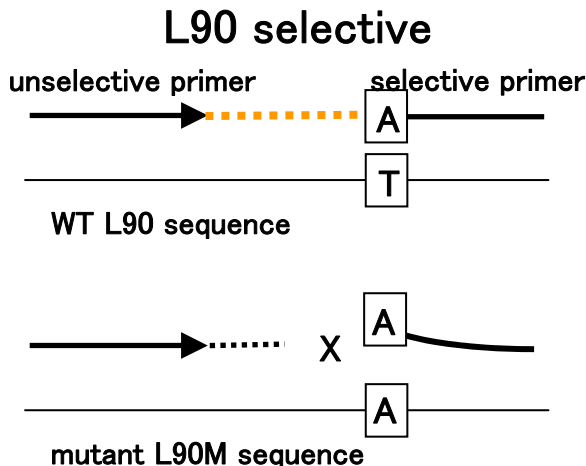 L90 selective
unselective primer selective primer
A
T
WT L90 sequence
A
X
A
mutant L90M sequence